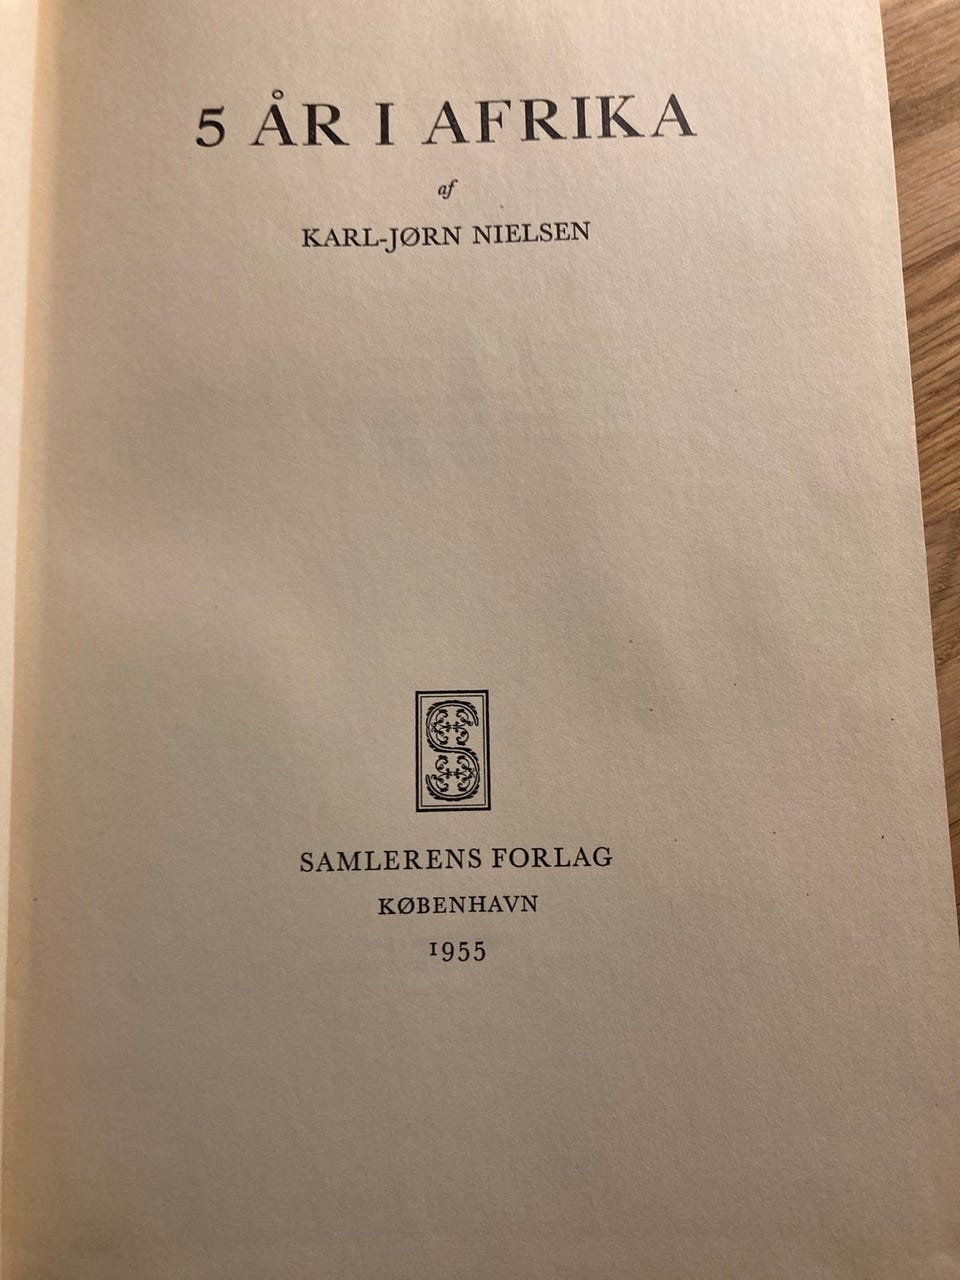 5 ÅR I AFRIKA
af
KARL-JØRN NIELSEN
S
SAMLERENS FORLAG
KØBENHAVN
1955